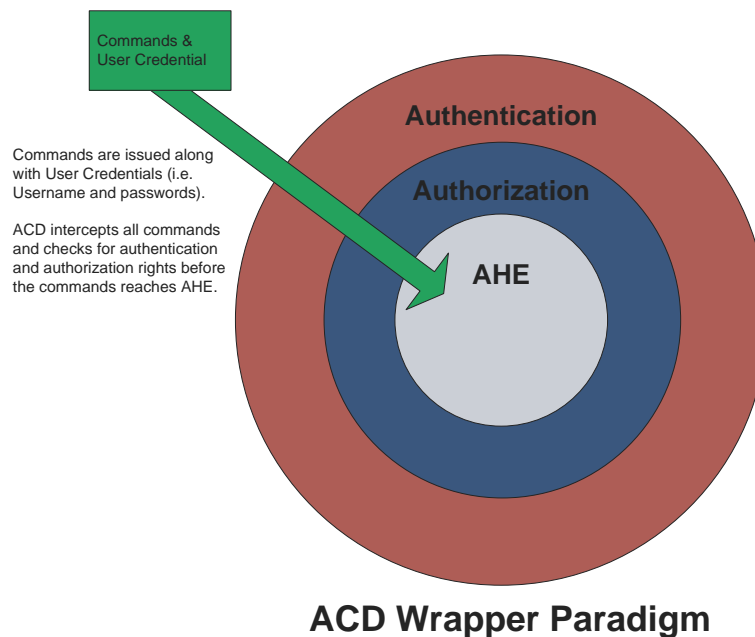 Commands &
User Credential
Authentication
Commands are issued along
with User Credentials (i.e.
Username and passwords).
Authorization
ACD intercepts all commands
and checks for authentication
and authorization rights before
the commands reaches AHE.
AHE
ACD Wrapper Paradigm